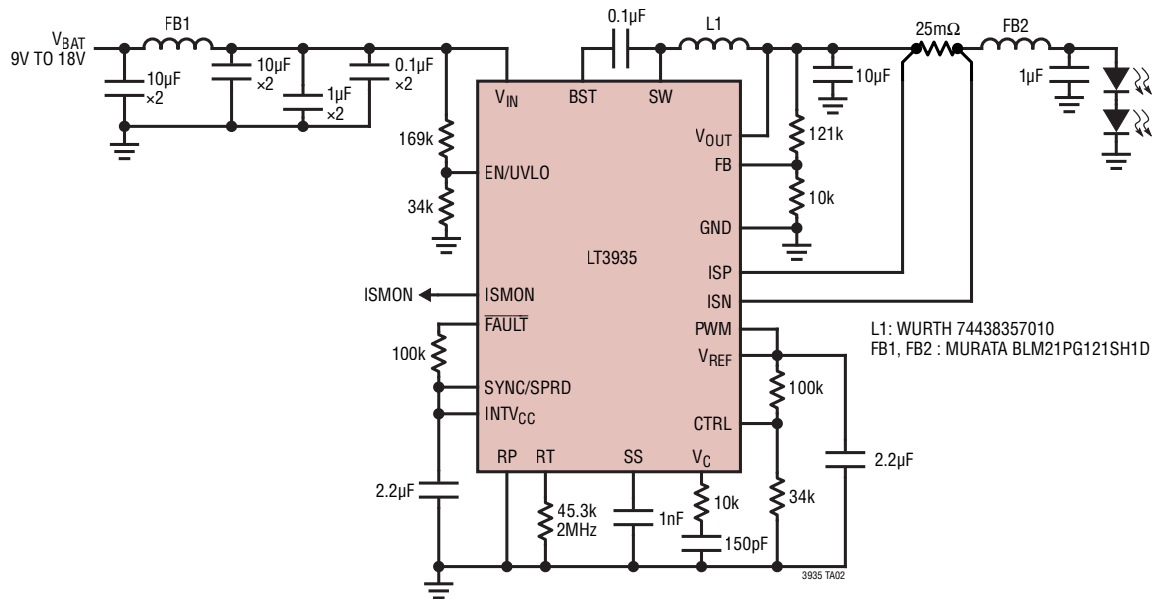 V_BAT
9V TO 18V
FB1
10µF
×2
10µF
×2
1µF
×2
0.1µF
×2
0.1µF
L1
25mΩ
FB2
10µF
1µF
V_IN
BST
SW
V_OUT
121k
FB
10k
GND
169k
EN/UVLO
34k
LT3935
ISP
ISN
ISMON
ISMON
FAULT
100k
SYNC/SPRD
INTV_CC
PWM
V_REF
100k
CTRL
L1: WURTH 74438357010
FB1, FB2 : MURATA BLM21PG121SH1D
RP
RT
SS
V_C
2.2µF
45.3k
2MHz
1nF
10k
150pF
34k
2.2µF
3935 TA02